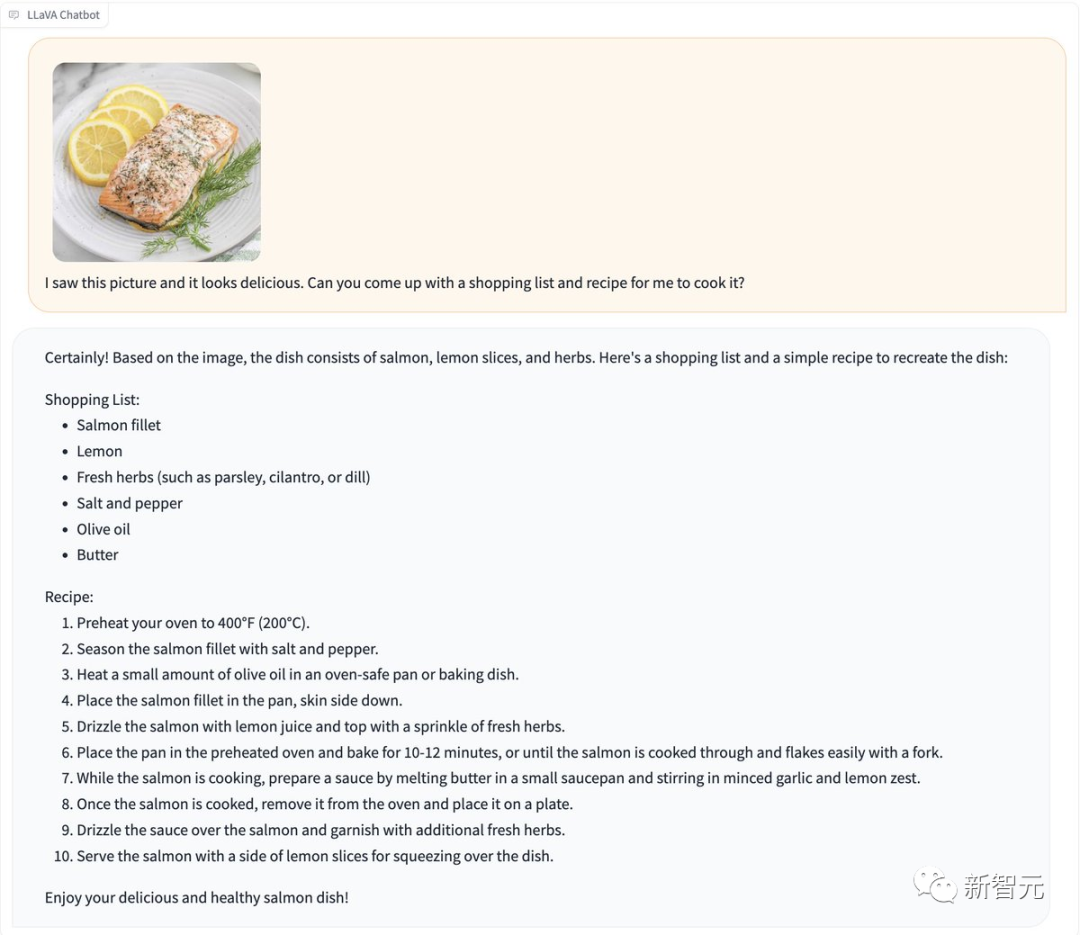 LLaVA Chatbot
I saw this picture and it looks delicious. Can you come up with a shopping list and recipe for me to cook it?
Certainly! Based on the image, the dish consists of salmon, lemon slices, and herbs. Here's a shopping list and a simple recipe to recreate the dish:
Shopping List:
• Salmon fillet
• Lemon
• Fresh herbs (such as parsley, cilantro, or dill)
• Salt and pepper
• Olive oil
• Butter
Recipe:
1. Preheat your oven to 400°F (200°C).
2. Season the salmon fillet with salt and pepper.
3. Heat a small amount of olive oil in an oven-safe pan or baking dish.
4. Place the salmon fillet in the pan, skin side down.
5. Drizzle the salmon with lemon juice and top with a sprinkle of fresh herbs.
6. Place the pan in the preheated oven and bake for 10-12 minutes, or until the salmon is cooked through and flakes easily with a fork.
7. While the salmon is cooking, prepare a sauce by melting butter in a small saucepan and stirring in minced garlic and lemon zest.
8. Once the salmon is cooked, remove it from the oven and place it on a plate.
9. Drizzle the sauce over the salmon and garnish with additional fresh herbs.
10. Serve the salmon with a side of lemon slices for squeezing over the dish.
Enjoy your delicious and healthy salmon dish!
新智元